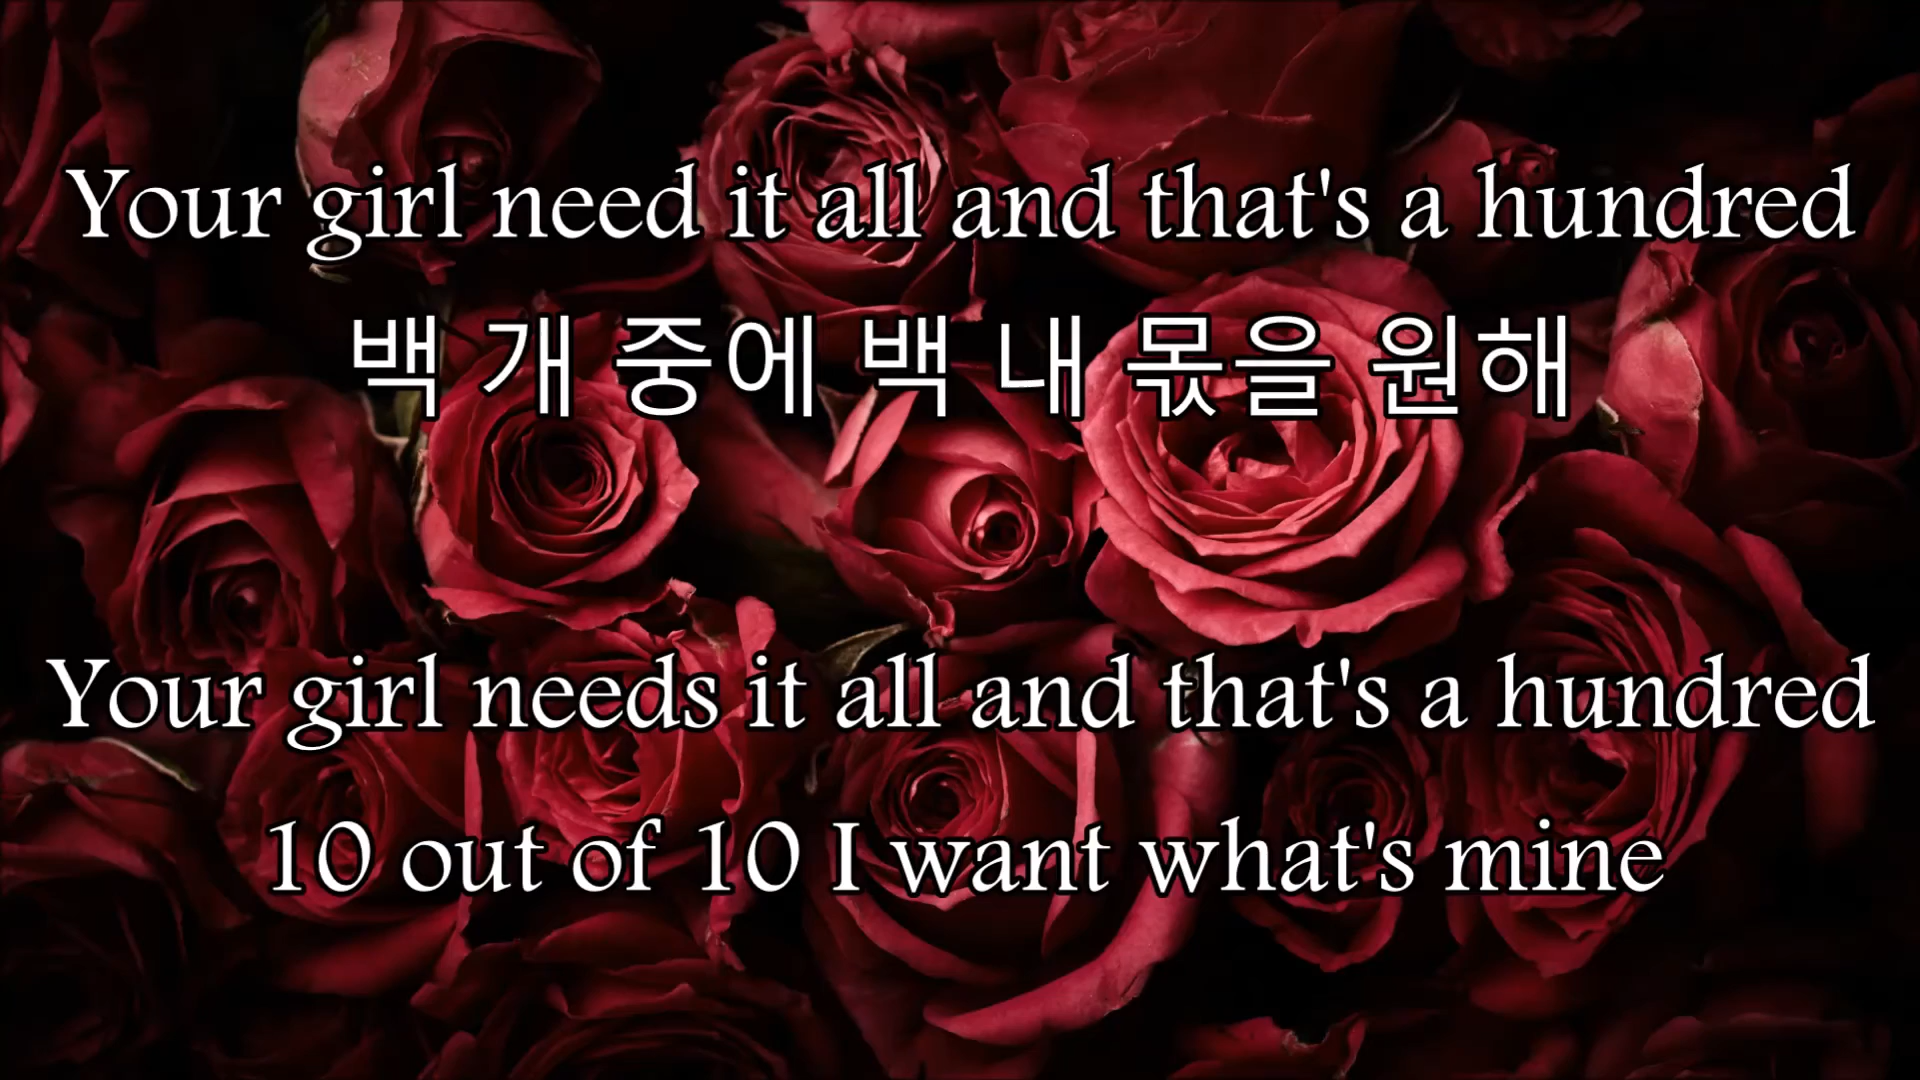 Your girl need it all and that's a hundred
백 개 중에 백 내 몫을 원해
Your girl needs it all and that's a hundred
10 out of 10 I want what's mine